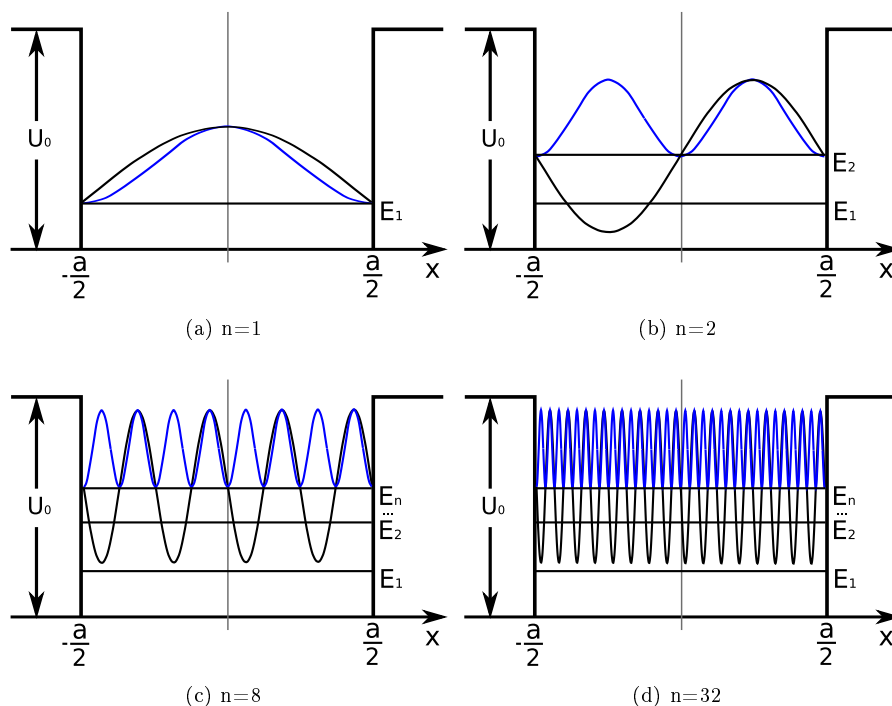 U₀
E₁
-a/2
a/2
x
(a) n=1
U₀
E₂
E₁
-a/2
a/2
x
(b) n=2
U₀
Eₙ
...
E₂
E₁
-a/2
a/2
x
(c) n=8
U₀
Eₙ
...
E₂
E₁
-a/2
a/2
x
(d) n=32